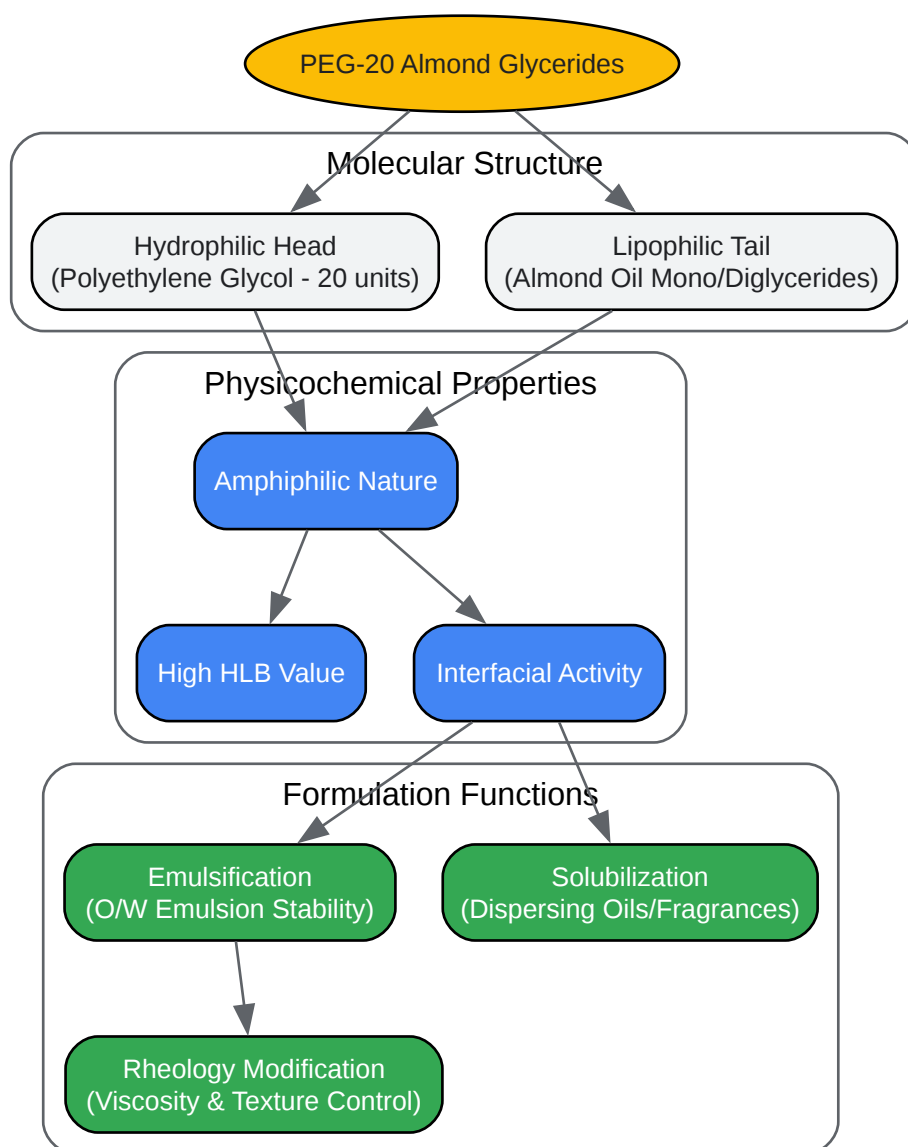 PEG-20 Almond Glycerides
Molecular Structure
Hydrophilic Head
(Polyethylene Glycol - 20 units)
Lipophilic Tail
(Almond Oil Mono/Diglycerides)
Physicochemical Properties
Amphiphilic Nature
High HLB Value
Interfacial Activity
Formulation Functions
Emulsification
(O/W Emulsion Stability)
Solubilization
(Dispersing Oils/Fragrances)
Rheology Modification
(Viscosity & Texture Control)